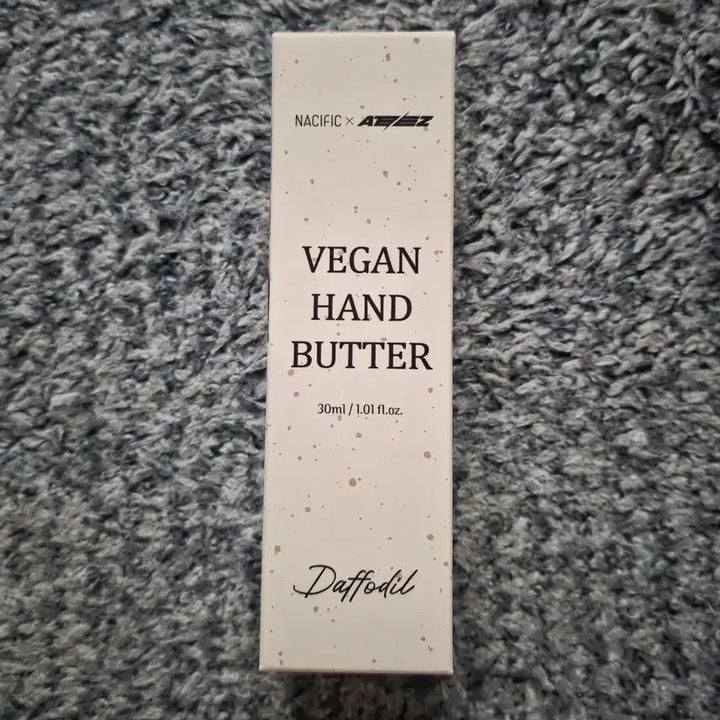 NACIFIC × ATEEZ
VEGAN
HAND
BUTTER
30ml / 1.01 fl.oz.
Daffodil